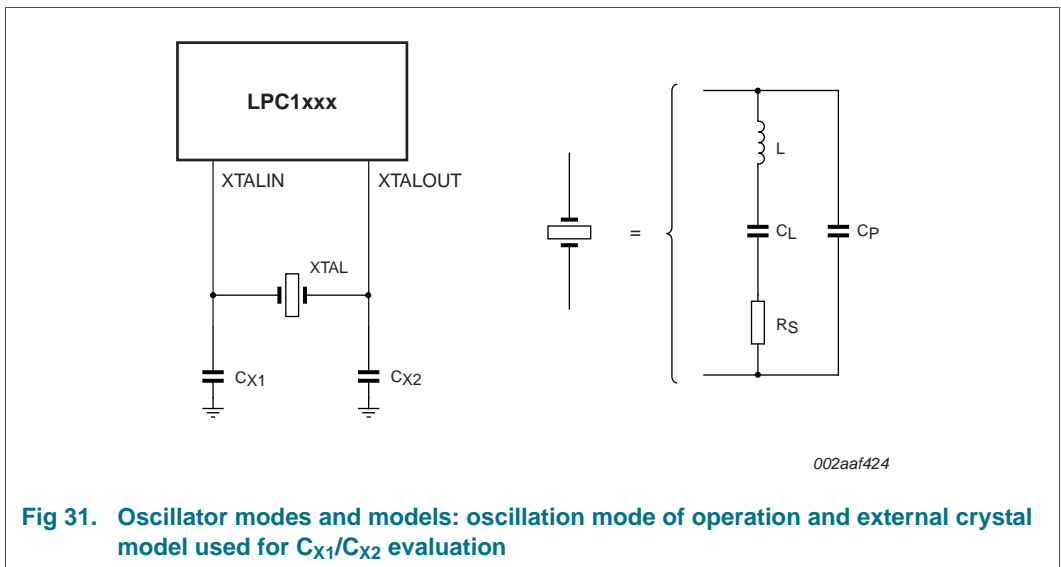 LPC1xxx
XTALIN
XTALOUT
XTAL
CX1
CX2
=
L
CL
CP
RS
002aaf424
Fig 31. Oscillator modes and models: oscillation mode of operation and external crystal
model used for CX1/CX2 evaluation